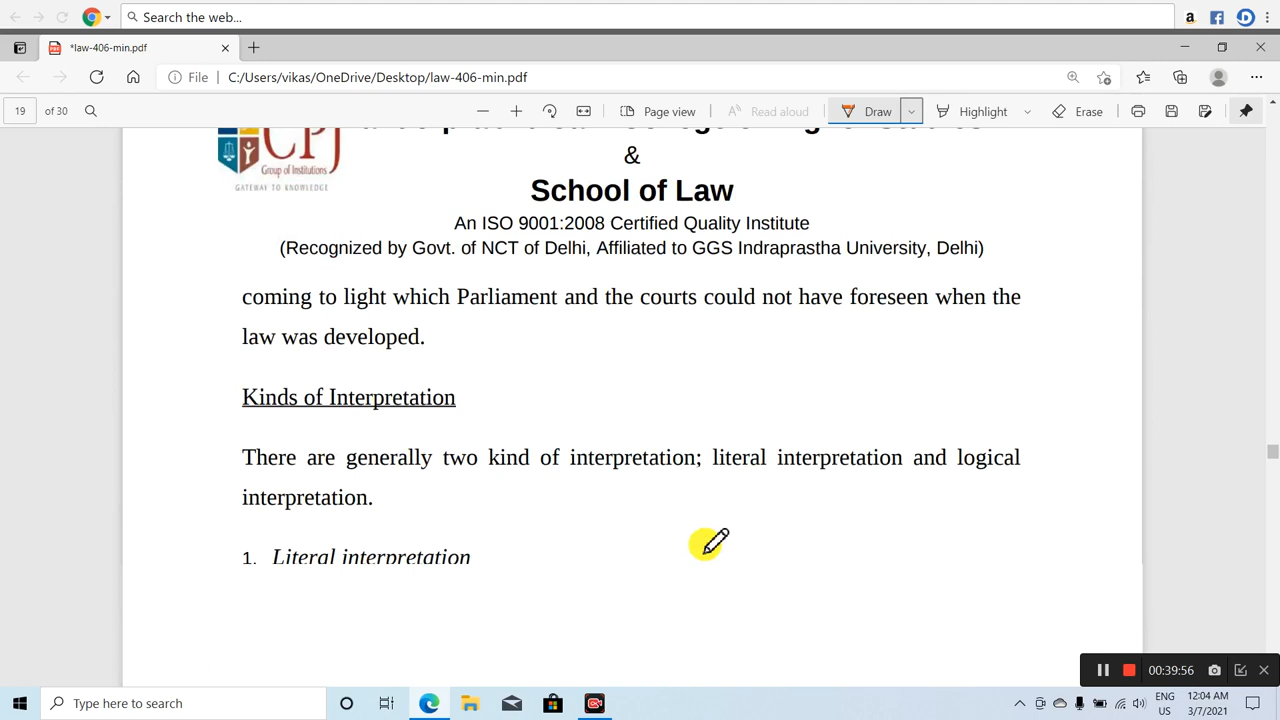 Search the web...
*law-406-min.pdf
File
C:/Users/vikas/OneDrive/Desktop/law-406-min.pdf
19 of 30
Page view
Read aloud
Draw
Highlight
Erase
CPJ
Group of Institutions
GATEWAY TO KNOWLEDGE
&
School of Law
An ISO 9001:2008 Certified Quality Institute
(Recognized by Govt. of NCT of Delhi, Affiliated to GGS Indraprastha University, Delhi)
coming to light which Parliament and the courts could not have foreseen when the
law was developed.
Kinds of Interpretation
There are generally two kind of interpretation; literal interpretation and logical
interpretation.
1. Literal interpretation
00:39:56
Type here to search
ENG
US
12:04 AM
3/7/2021